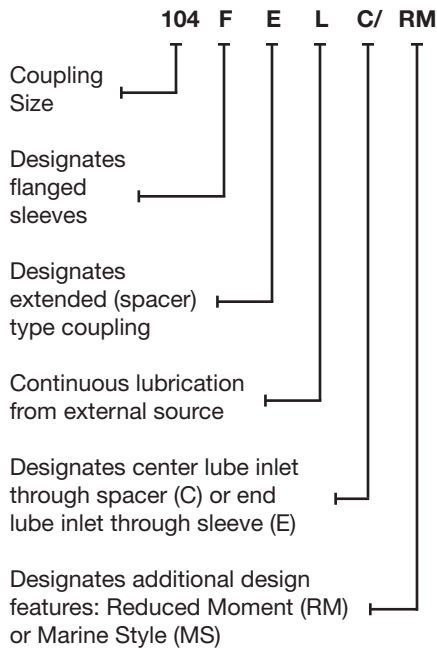 104 F E L C/ RM
Coupling
Size
Designates
flanged
sleeves
Designates
extended (spacer)
type coupling
Continuous lubrication
from external source
Designates center lube inlet
through spacer (C) or end
lube inlet through sleeve (E)
Designates additional design
features: Reduced Moment (RM)
or Marine Style (MS)